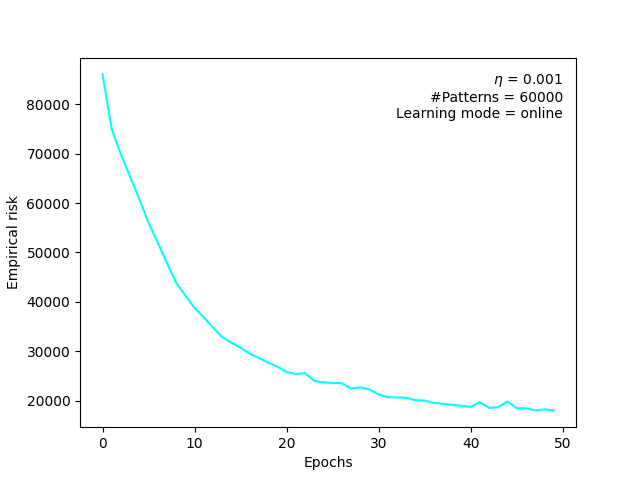 η = 0.001
#Patterns = 60000
Learning mode = online
80000
70000
60000
50000
40000
30000
20000
Empirical risk
0 10 20 30 40 50
Epochs